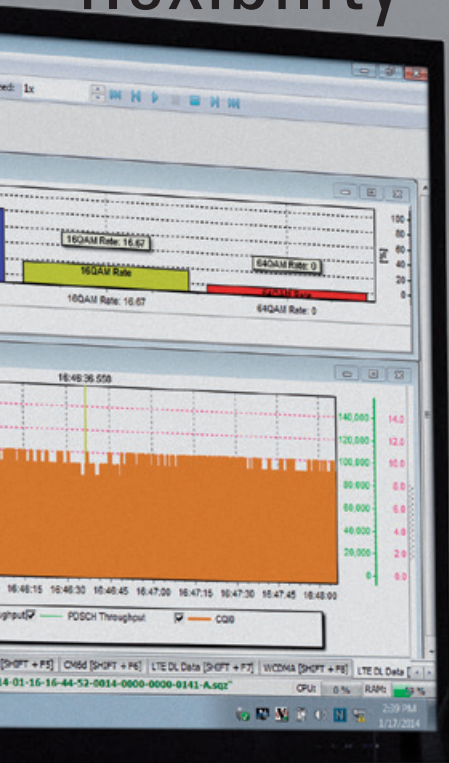 flexibility
1x
100
80
60
40
20
0
[%]
16QAM Rate: 16.67
64QAM Rate: 0
16QAM Rate
16QAM Rate: 16.67
64QAM Rate: 0
16:46:36.558
140,000
120,000
100,000
80,000
60,000
40,000
20,000
0
14.0
12.0
10.0
8.0
6.0
4.0
2.0
0.0
16:46:15 16:46:30 16:46:45 16:47:00 16:47:15 16:47:30 16:47:45 16:48:00
PDSCH Throughput CQI0
[SHIFT + F5] CM6d [SHIFT + F6] LTE DL Data [SHIFT + F7] WCDMA [SHIFT + F8] LTE DL Data [
14-01-16-16-44-52-0014-0000-0000-0141-A.sqz"
CPU: 0 % RAM:
2:39 PM
1/17/2014